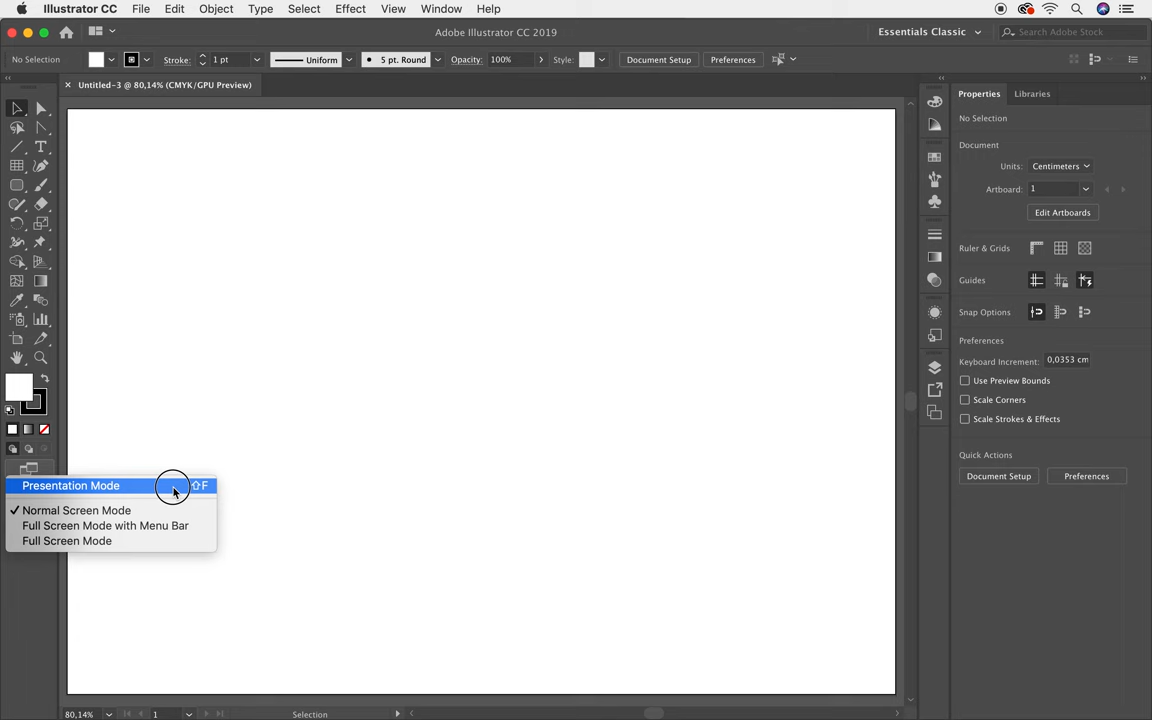 Illustrator CC File Edit Object Type Select Effect View Window Help
Adobe Illustrator CC 2019
Essentials Classic
Search Adobe Stock
No Selection
Stroke: 1 pt
Uniform
5 pt. Round
Opacity: 100%
Style:
Document Setup
Preferences
Untitled-3 @ 80,14% (CMYK/GPU Preview)
Properties Libraries
No Selection
Document
Units: Centimeters
Artboard: 1
Edit Artboards
Ruler & Grids
Guides
Snap Options
Preferences
Keyboard Increment: 0,0353 cm
Use Preview Bounds
Scale Corners
Scale Strokes & Effects
Quick Actions
Document Setup Preferences
Presentation Mode ⇧F
✓ Normal Screen Mode
Full Screen Mode with Menu Bar
Full Screen Mode
80,14% 1 Selection